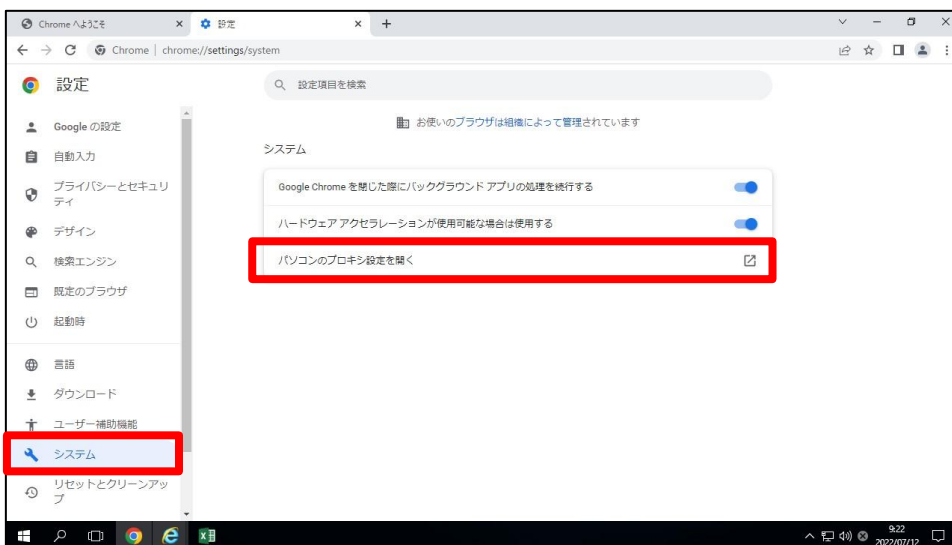 Chrome へようこそ
設定
Chrome | chrome://settings/system
設定
設定項目を検索
お使いのブラウザは組織によって管理されています
Google の設定
自動入力
プライバシーとセキュリ
ティ
デザイン
検索エンジン
既定のブラウザ
起動時
言語
ダウンロード
ユーザー補助機能
システム
リセットとクリーンアッ
プ
システム
Google Chrome を閉じた際にバックグラウンド アプリの処理を続行する
ハードウェア アクセラレーションが使用可能な場合は使用する
パソコンのプロキシ設定を開く
9:22
2022/07/12